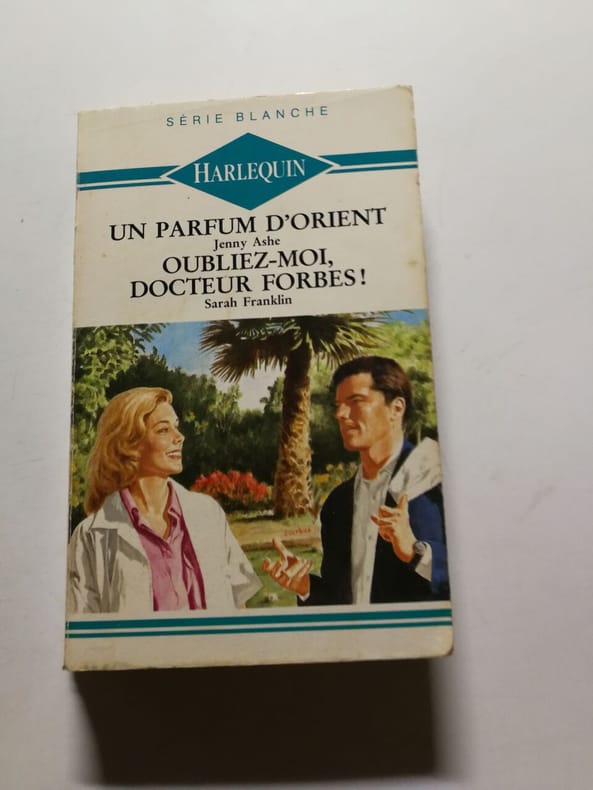 SÉRIE BLANCHE
HARLEQUIN
UN PARFUM D'ORIENT
Jenny Ashe
OUBLIEZ-MOI,
DOCTEUR FORBES!
Sarah Franklin